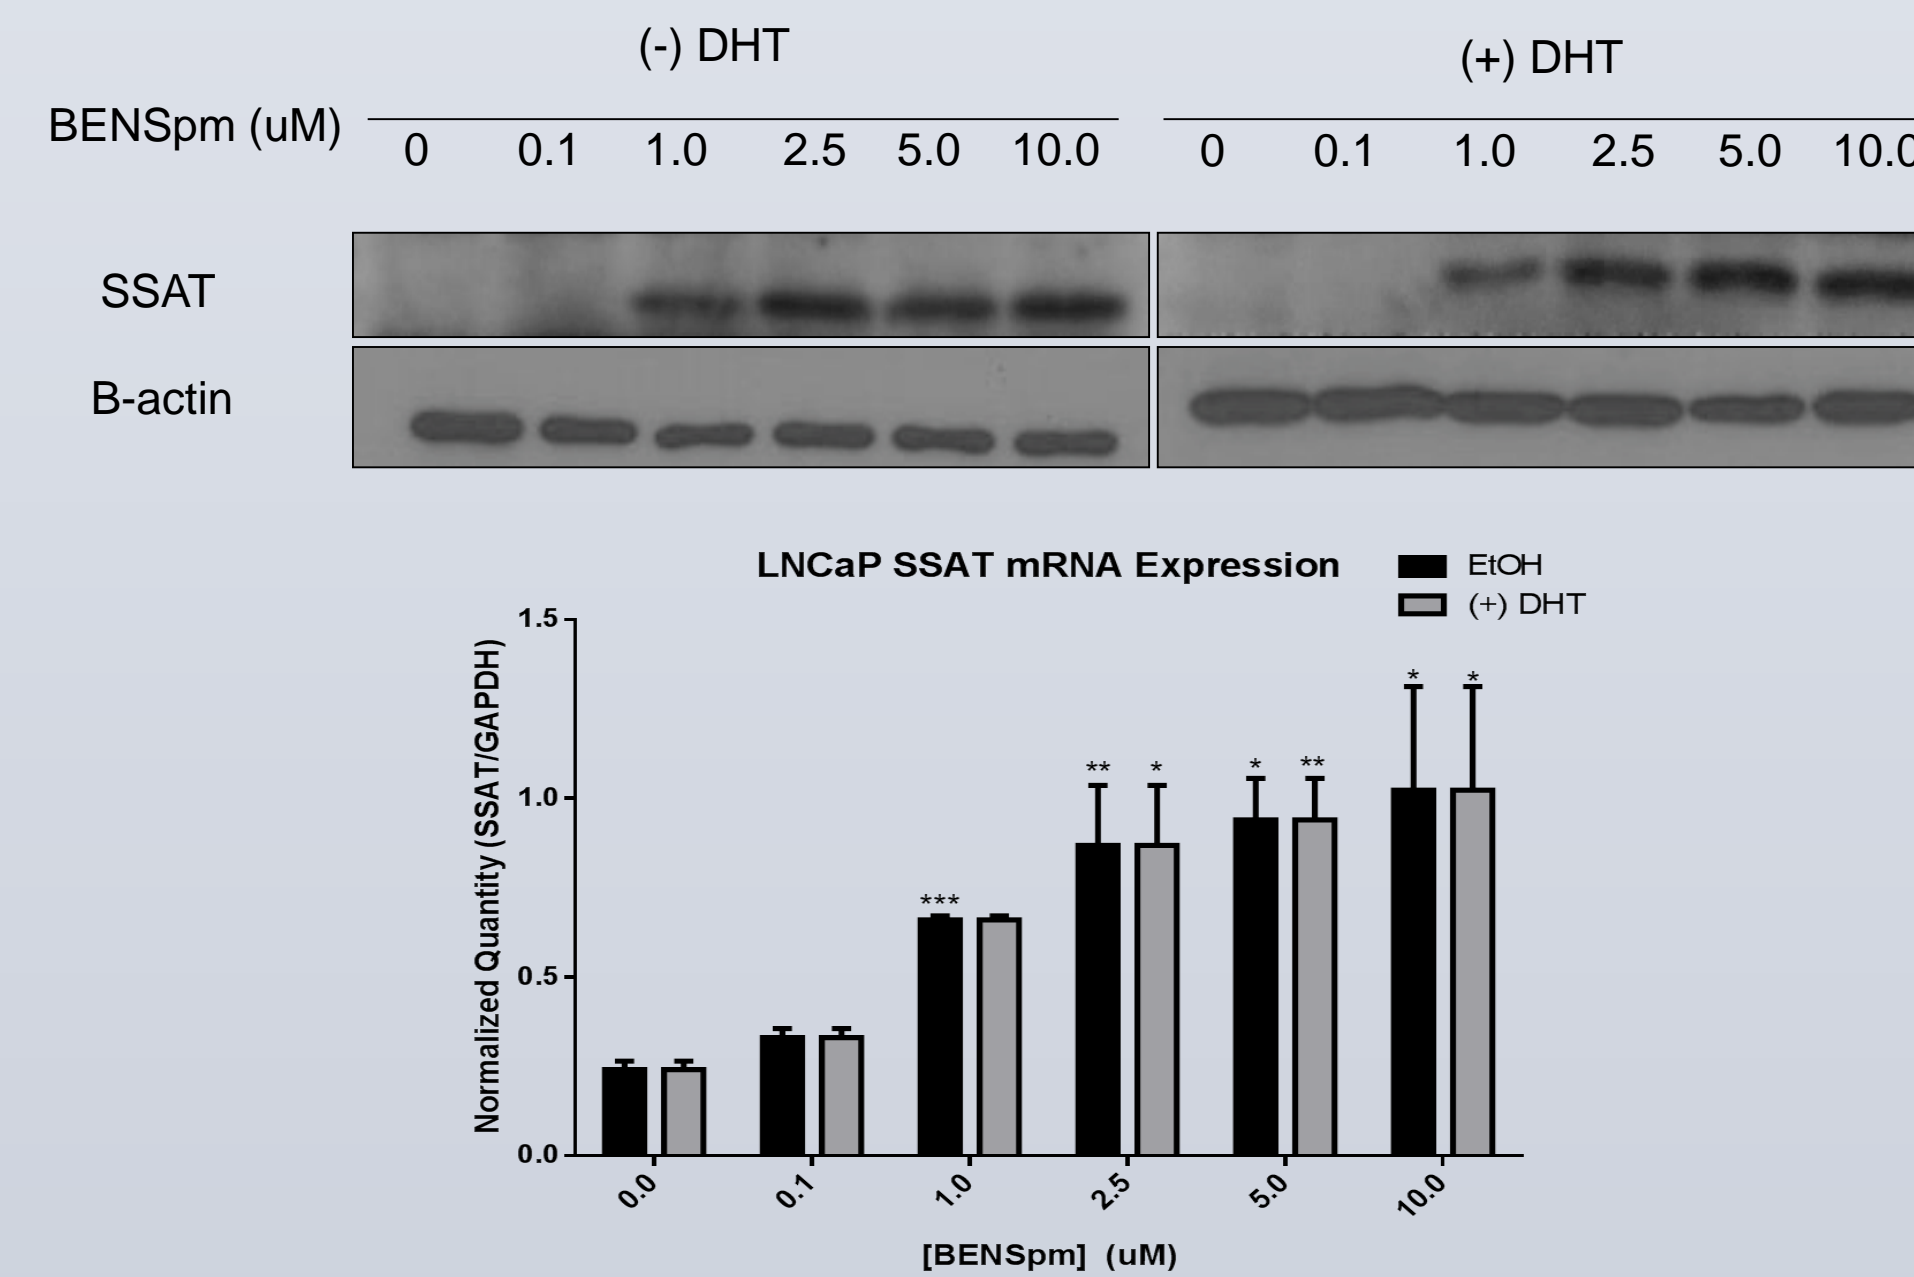 (-) DHT
(+) DHT
BENSpm (uM)
0 0.1 1.0 2.5 5.0 10.0
0 0.1 1.0 2.5 5.0 10.0
SSAT
B-actin
LNCaP SSAT mRNA Expression
EtOH
(+) DHT
Normalized Quantity (SSAT/GAPDH)
1.5
1.0
0.5
0.0
*** ** * * ** * *
0.0 0.1 1.0 2.5 5.0 10.0
[BENSpm] (uM)